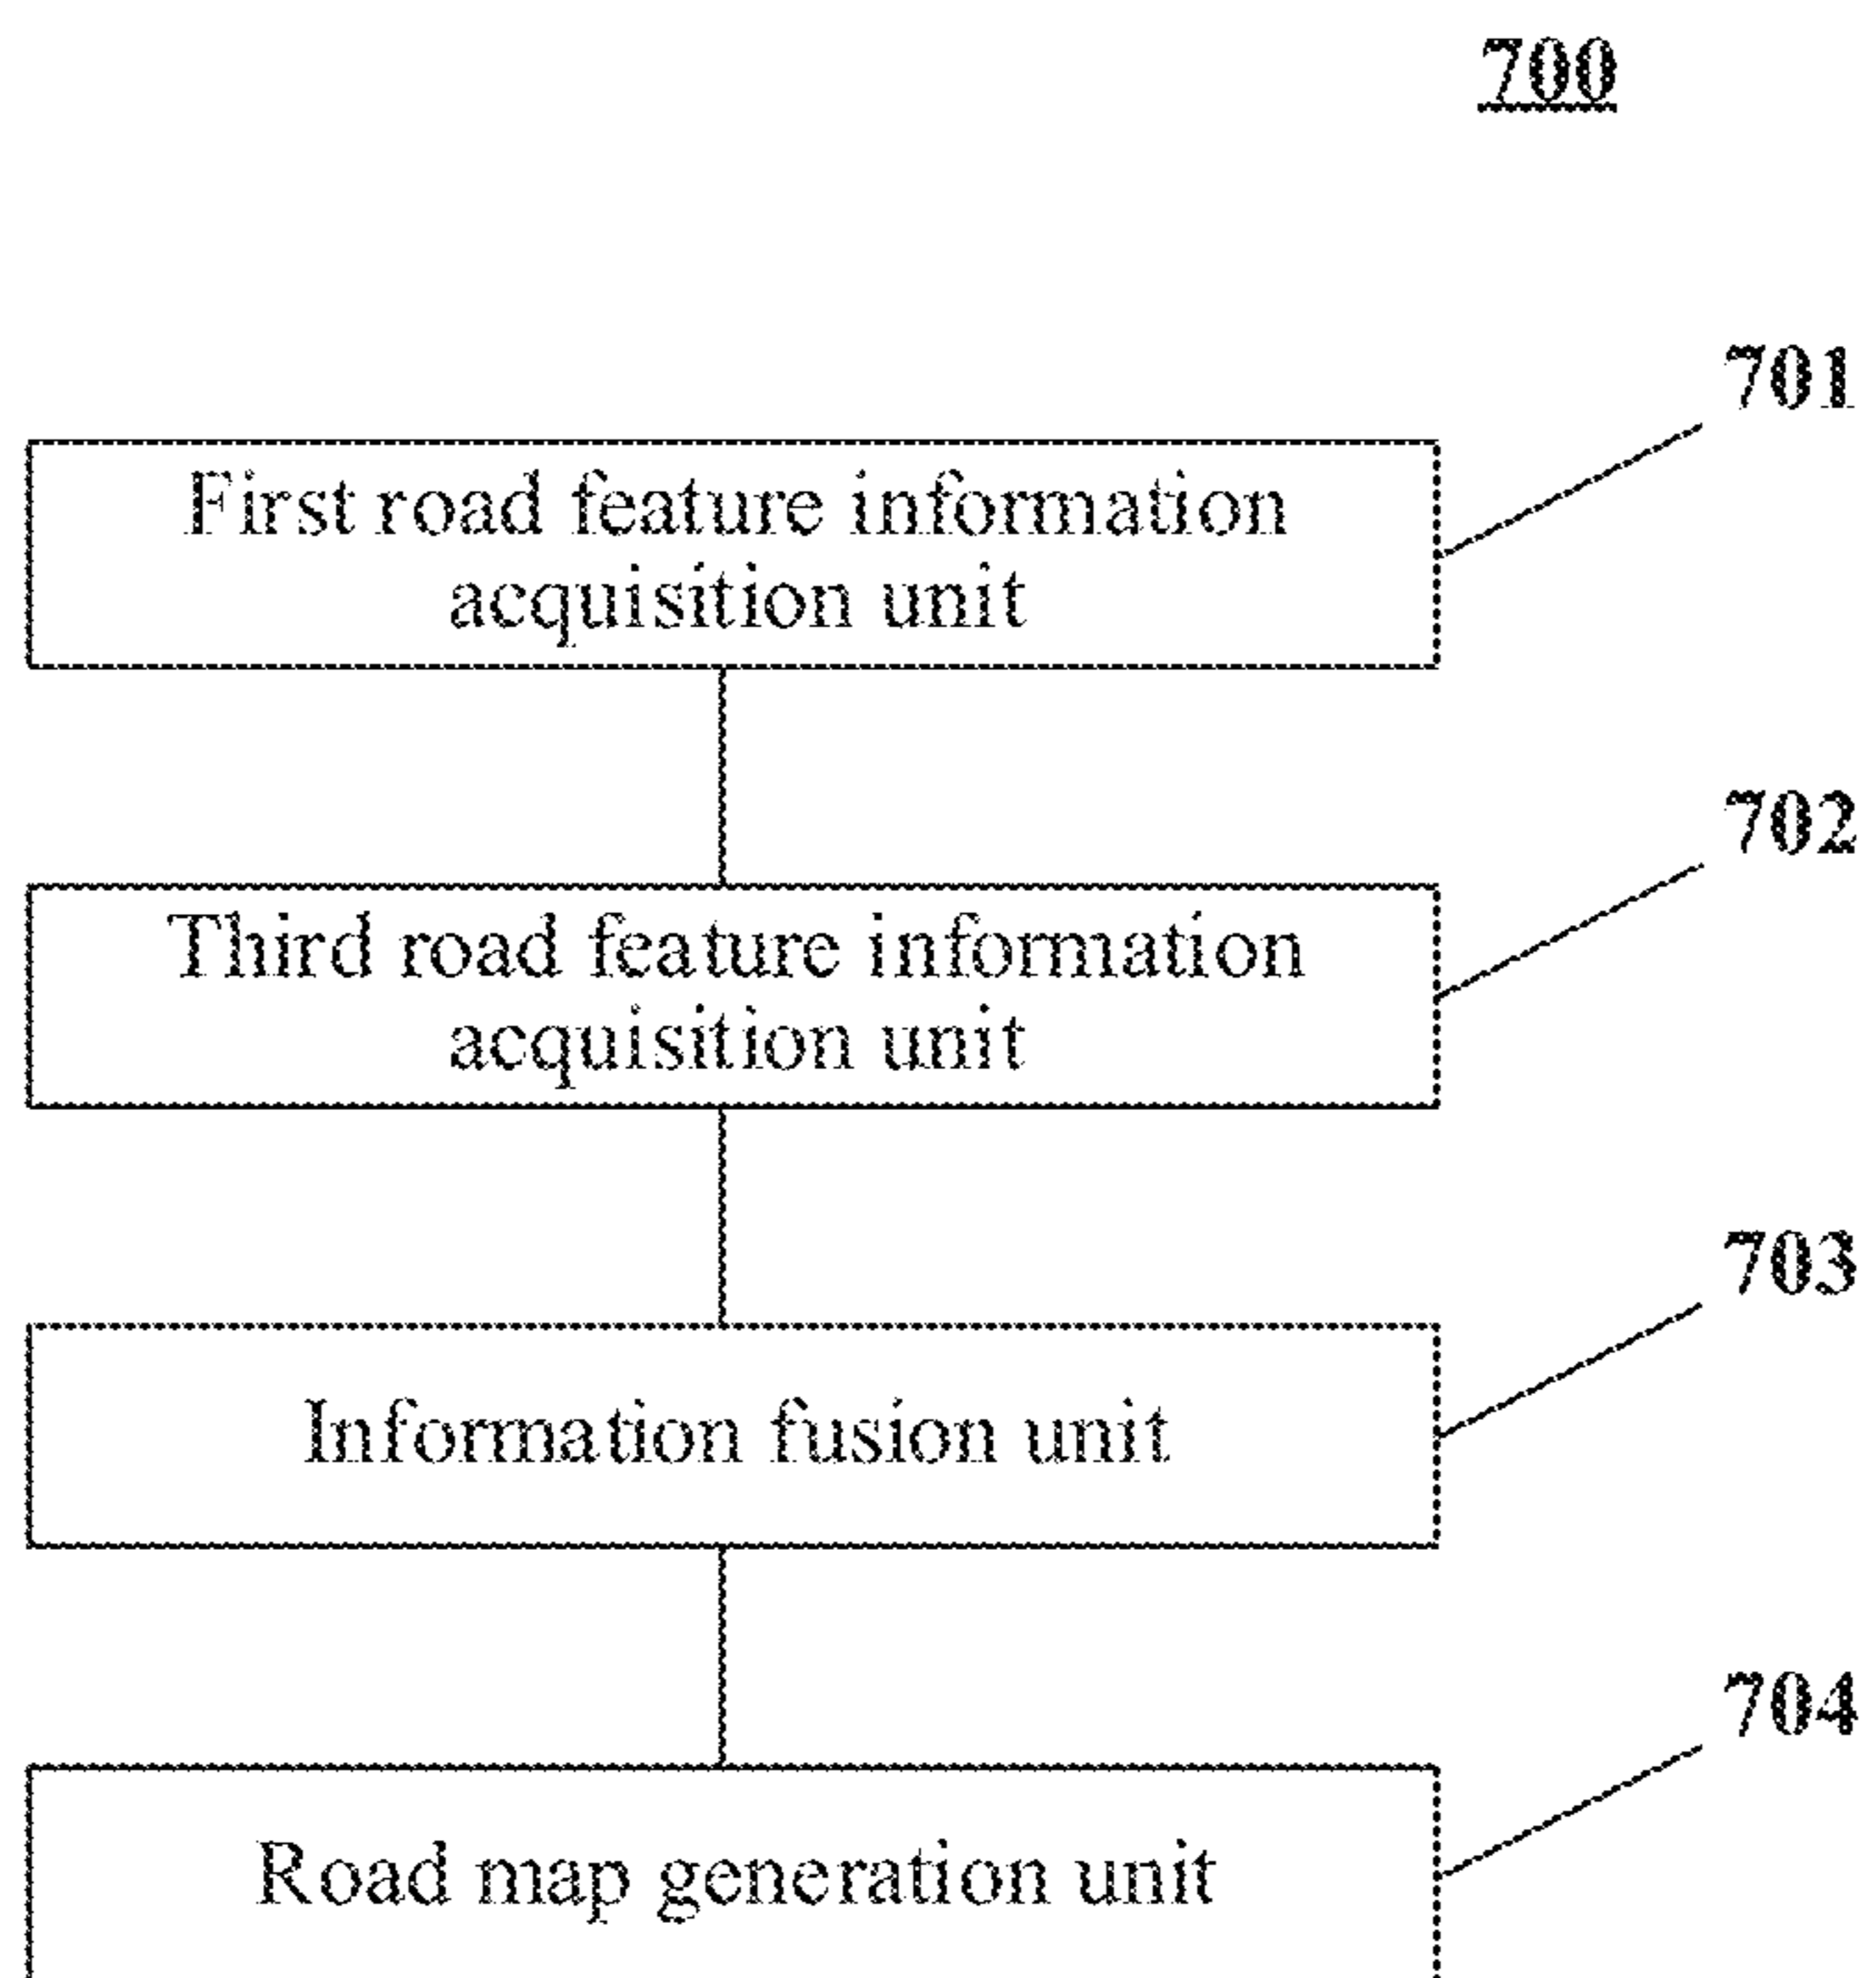 700
701
First road feature information
acquisition unit
702
Third road feature information
acquisition unit
703
Information fusion unit
704
Road map generation unit